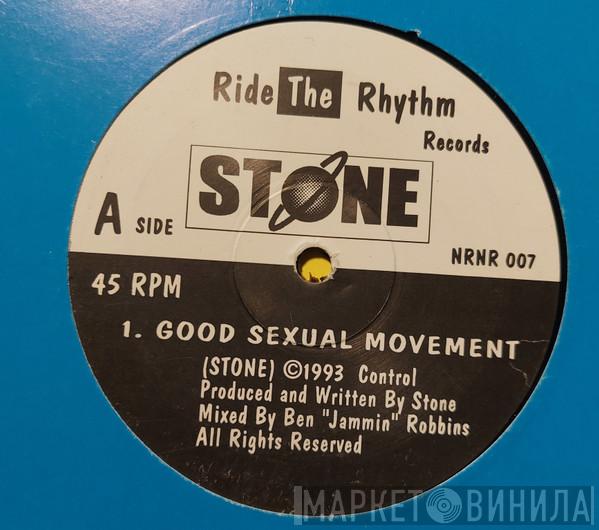 Ride The Rhythm
Records
STONE
A SIDE
NRNR 007
45 RPM
1. GOOD SEXUAL MOVEMENT
(STONE) ©1993 Control
Produced and Written By Stone
Mixed By Ben "Jammin" Robbins
All Rights Reserved
МАРКЕТ ВИНИЛА